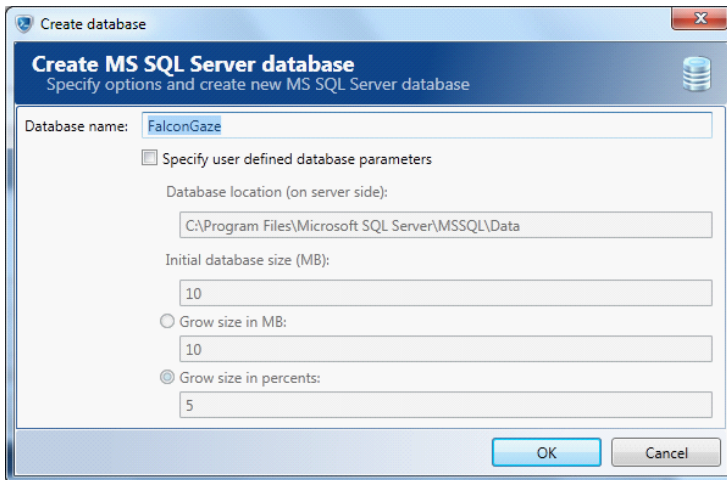 Create database
x
Create MS SQL Server database
Specify options and create new MS SQL Server database
Database name: FalconGaze
Specify user defined database parameters
Database location (on server side):
C:\Program Files\Microsoft SQL Server\MSSQL\Data
Initial database size (MB):
10
Grow size in MB:
10
Grow size in percents:
5
OK Cancel